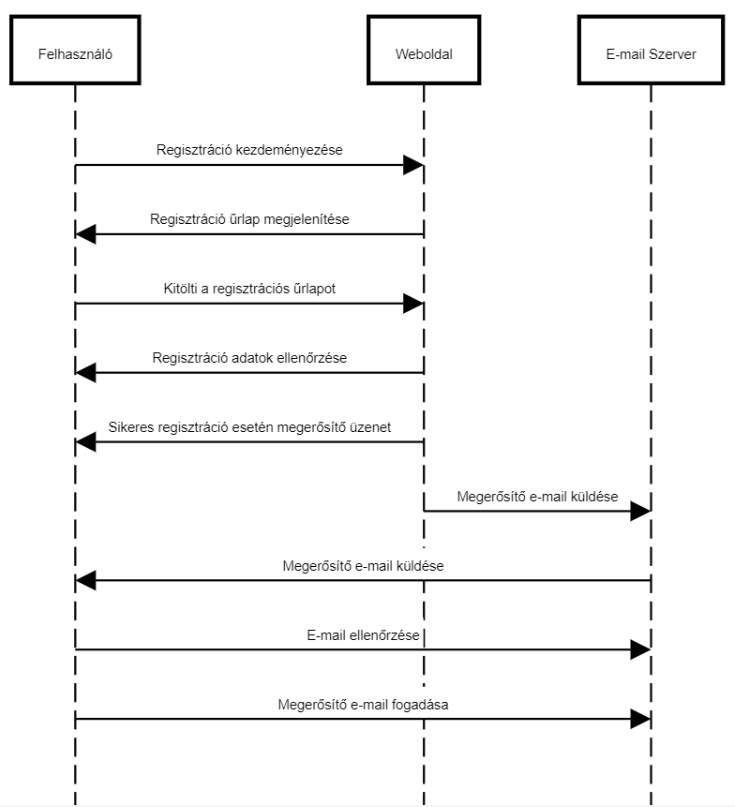 Felhasználó
Weboldal
E-mail Szerver
Regisztráció kezdeményezése
Regisztráció űrlap megjelenítése
Kitölti a regisztrációs űrlapot
Regisztráció adatok ellenőrzése
Sikeres regisztráció esetén megerősítő üzenet
Megerősítő e-mail küldése
Megerősítő e-mail küldése
E-mail ellenőrzése
Megerősítő e-mail fogadása